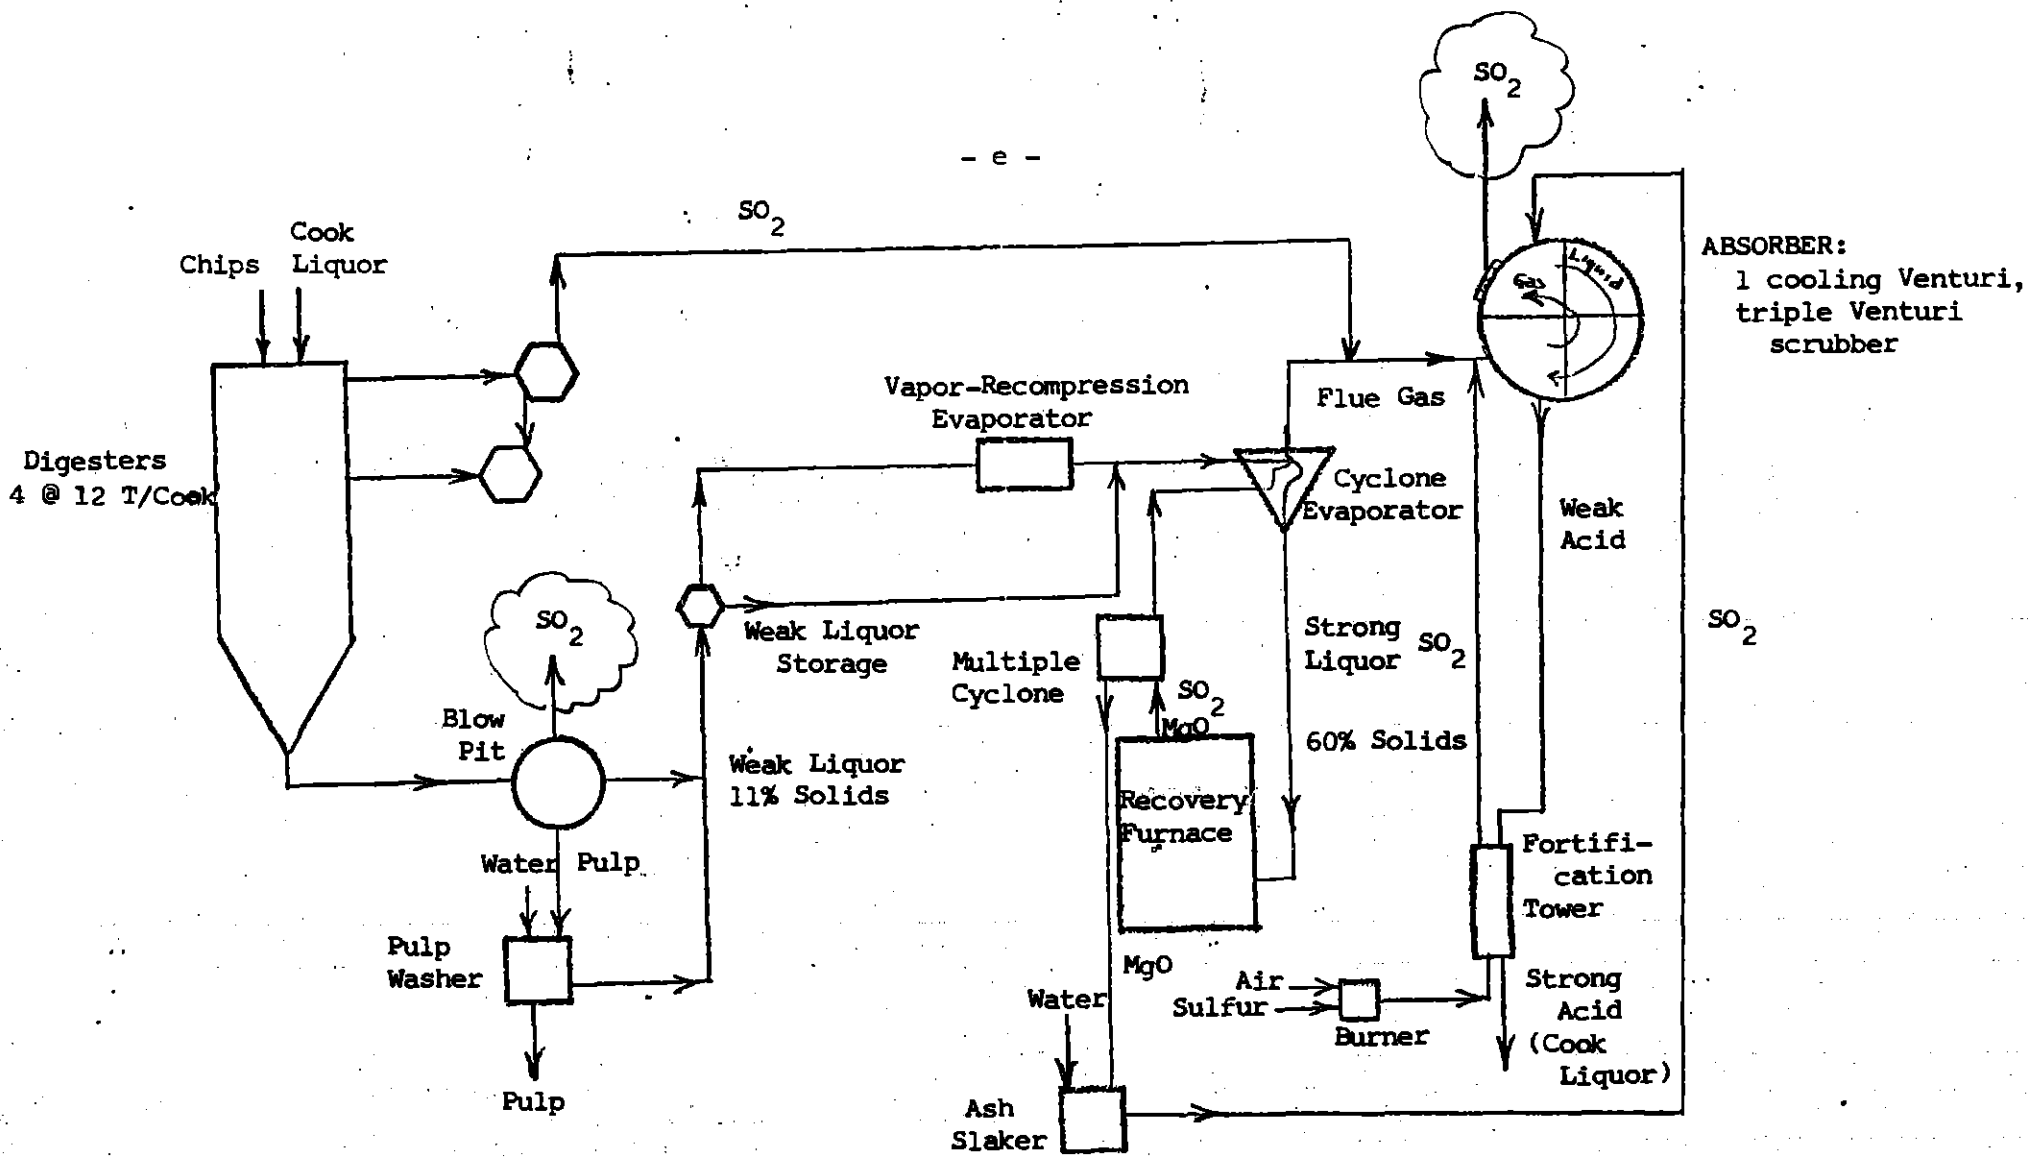 SO2
- e -
SO2
Chips
Cook
Liquor
Gas
Liquid
ABSORBER:
1 cooling Venturi,
triple Venturi
scrubber
Vapor-Recompression
Evaporator
Flue Gas
Digesters
4 @ 12 T/Cook
Cyclone
Evaporator
Weak
Acid
SO2
Weak Liquor
Storage
Multiple
Cyclone
Strong
Liquor
SO2
SO2
SO2
MgO
60% Solids
Blow
Pit
Weak Liquor
11% Solids
Recovery
Furnace
Water
Pulp
Fortifi-
cation
Tower
Pulp
Washer
MgO
Air
Sulfur
Burner
Water
Strong
Acid
(Cook
Liquor)
Pulp
Ash
Slaker